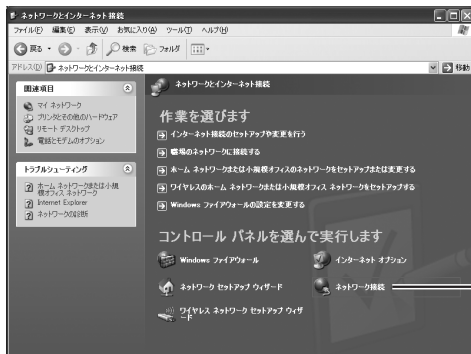 ネットワークとインターネット接続
ファイル(F) 編集(E) 表示(V) お気に入り(A) ツール(T) ヘルプ(H)
戻る 検索 フォルダ
アドレス(D) ネットワークとインターネット接続 移動
関連項目
マイ ネットワーク
プリンタとその他のハードウェア
リモート デスクトップ
電話とモデムのオプション
トラブルシューティング
ホーム ネットワークまたは小規
模オフィス ネットワーク
Internet Explorer
ネットワークの診断
ネットワークとインターネット接続
作業を選びます
インターネット接続のセットアップや変更を行う
職場のネットワークに接続する
ホーム ネットワークまたは小規模オフィスのネットワークをセットアップまたは変更する
ワイヤレスのホーム ネットワークまたは小規模オフィス ネットワークをセットアップする
Windows ファイアウォールの設定を変更する
コントロール パネルを選んで実行します
Windows ファイアウォール インターネット オプション
ネットワーク セットアップ ウィザード ネットワーク接続
ワイヤレス ネットワーク セットアップ ウィザ
ード